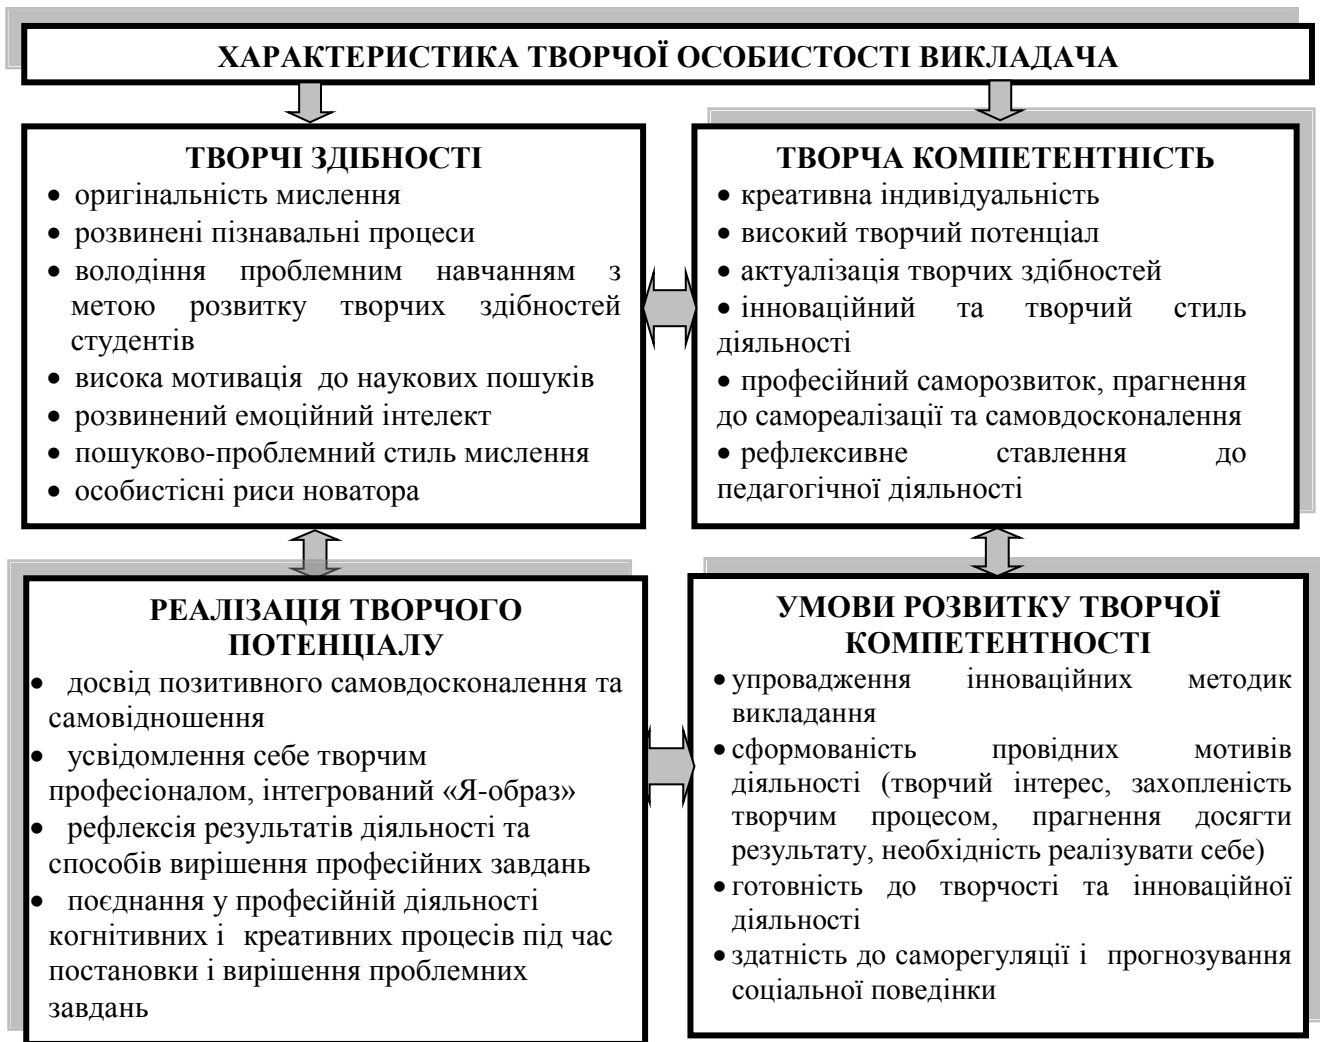 ХАРАКТЕРИСТИКА ТВОРЧОЇ ОСОБИСТОСТІ ВИКЛАДАЧА
ТВОРЧІ ЗДІБНОСТІ
• оригінальність мислення
• розвинені пізнавальні процеси
• володіння проблемним навчанням з
метою розвитку творчих здібностей
студентів
• висока мотивація до наукових пошуків
• розвинений емоційний інтелект
• пошуково-проблемний стиль мислення
• особистісні риси новатора
ТВОРЧА КОМПЕТЕНТНІСТЬ
• креативна індивідуальність
• високий творчий потенціал
• актуалізація творчих здібностей
• інноваційний та творчий стиль
діяльності
• професійний саморозвиток, прагнення
до самореалізації та самовдосконалення
• рефлексивне ставлення до
педагогічної діяльності
РЕАЛІЗАЦІЯ ТВОРЧОГО
ПОТЕНЦІАЛУ
• досвід позитивного самовдосконалення та
самовідношення
• усвідомлення себе творчим
професіоналом, інтегрований «Я-образ»
• рефлексія результатів діяльності та
способів вирішення професійних завдань
• поєднання у професійній діяльності
когнітивних і креативних процесів під час
постановки і вирішення проблемних
завдань
УМОВИ РОЗВИТКУ ТВОРЧОЇ
КОМПЕТЕНТНОСТІ
• упровадження інноваційних методик
викладання
• сформованість провідних мотивів
діяльності (творчий інтерес, захопленість
творчим процесом, прагнення досягти
результату, необхідність реалізувати себе)
• готовність до творчості та інноваційної
діяльності
• здатність до саморегуляції і прогнозування
соціальної поведінки